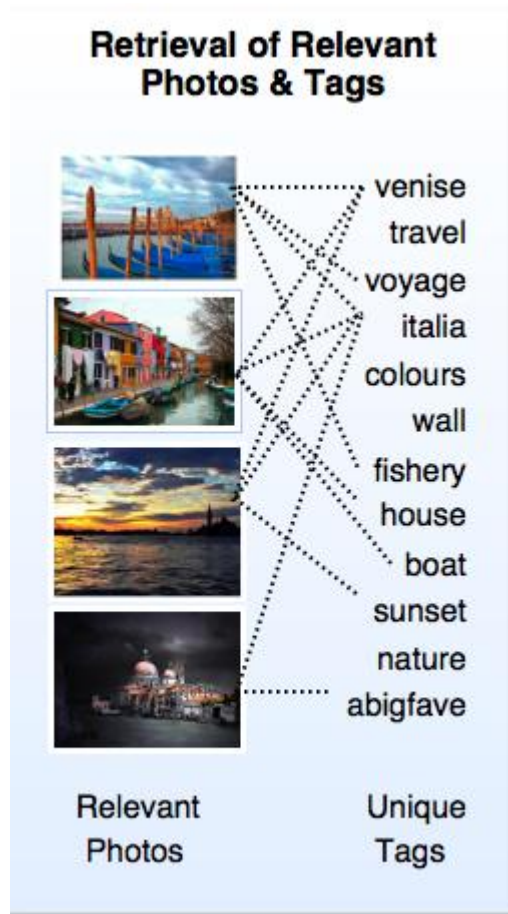 Retrieval of Relevant
Photos & Tags
venise
travel
voyage
italia
colours
wall
fishery
house
boat
sunset
nature
abigfave
Relevant
Photos
Unique
Tags